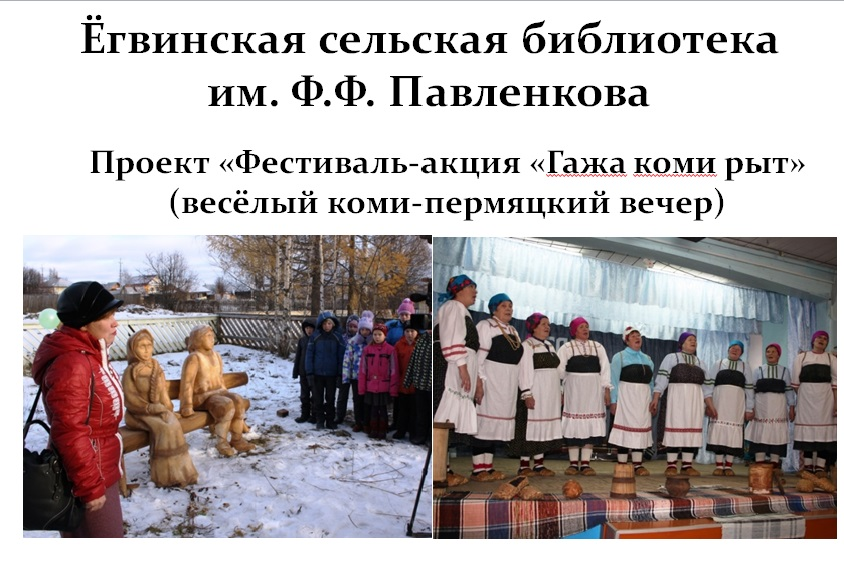 Ёгвинская сельская библиотека
им. Ф.Ф. Павленкова
Проект «Фестиваль-акция «Гажа коми рыт»
(весёлый коми-пермяцкий вечер)